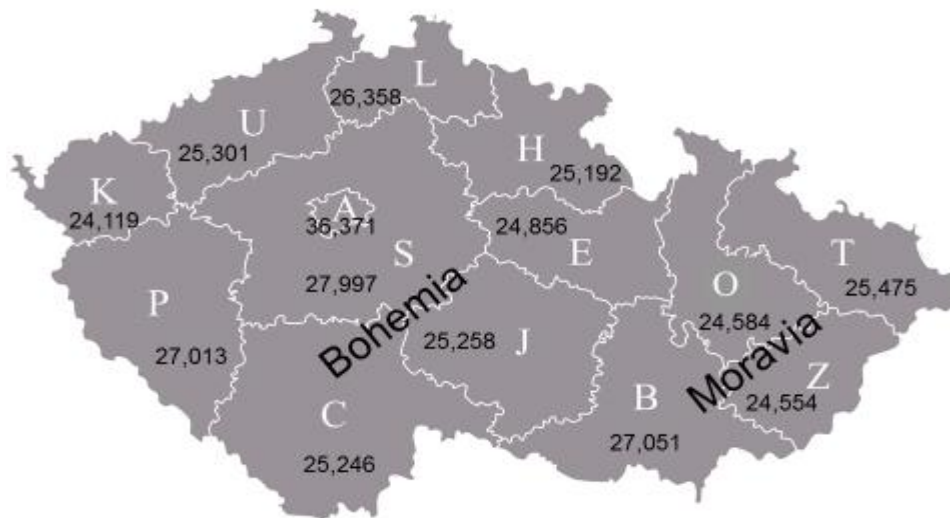 L
26,358
U
25,301
H
25,192
K
24,119
A
36,371
24,856
E
S
27,997
T
25,475
O
24,584
P
27,013
Bohemia
25,258
J
Moravia
Z
24,554
B
27,051
C
25,246